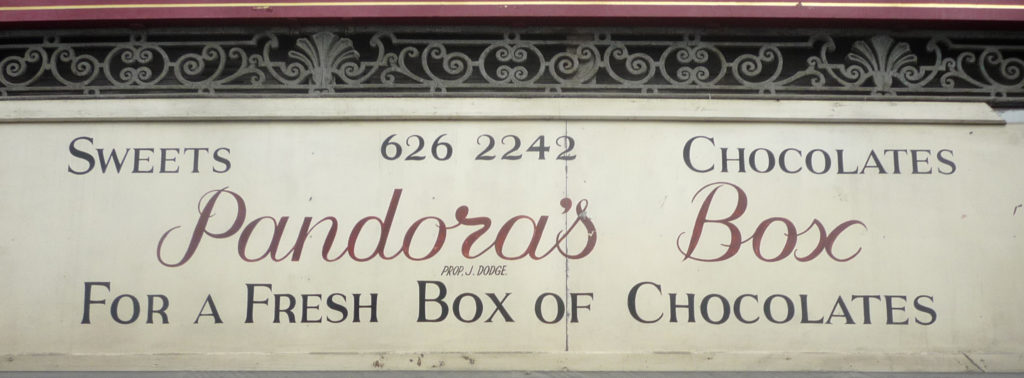 SWEETS 626 2242 CHOCOLATES
Pandora's Box
PROP. J. DODGE.
FOR A FRESH BOX OF CHOCOLATES